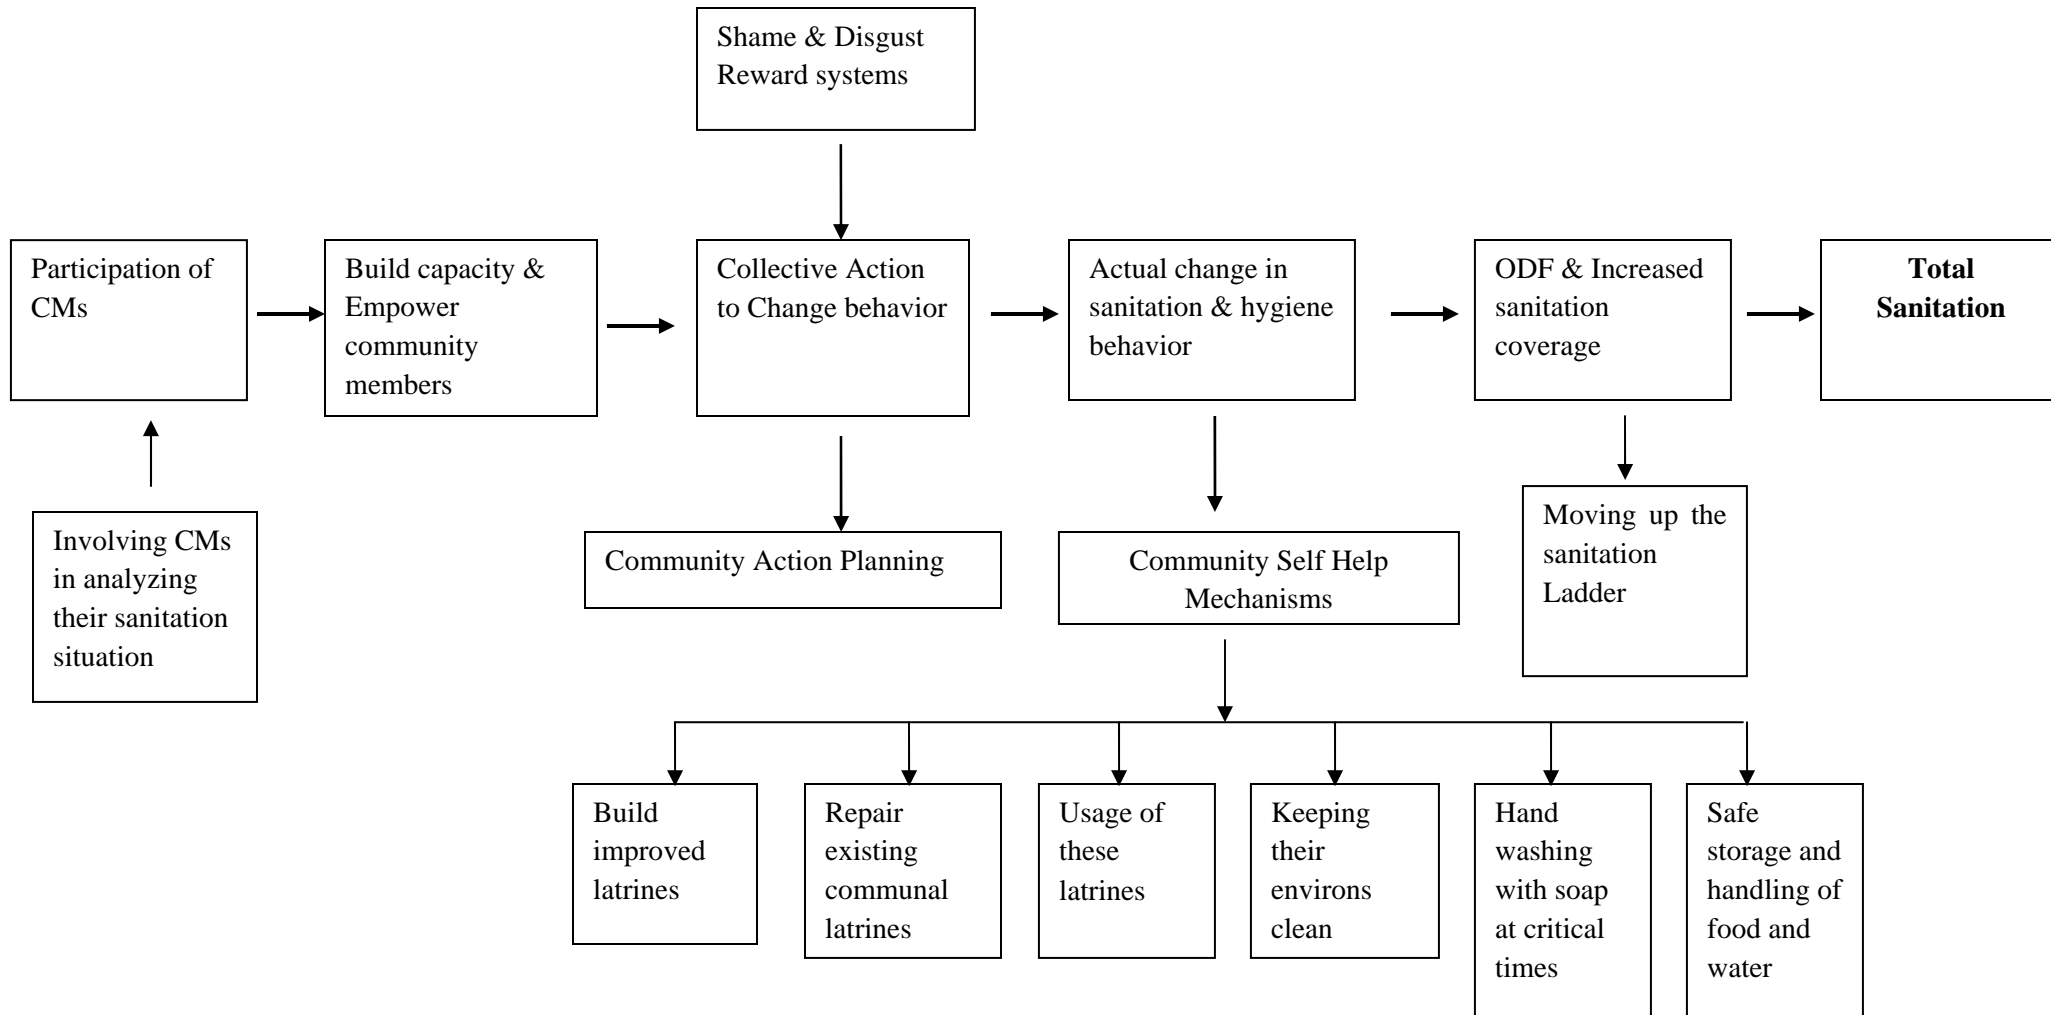 Shame & Disgust
Reward systems
Participation of
CMs
Build capacity &
Empower
community
members
Collective Action
to Change behavior
Actual change in
sanitation & hygiene
behavior
ODF & Increased
sanitation
coverage
Total
Sanitation
Involving CMs
in analyzing
their sanitation
situation
Community Action Planning
Community Self Help
Mechanisms
Moving up the
sanitation
Ladder
Build
improved
latrines
Repair
existing
communal
latrines
Usage of
these
latrines
Keeping
their
environs
clean
Hand
washing
with soap
at critical
times
Safe
storage and
handling of
food and
water